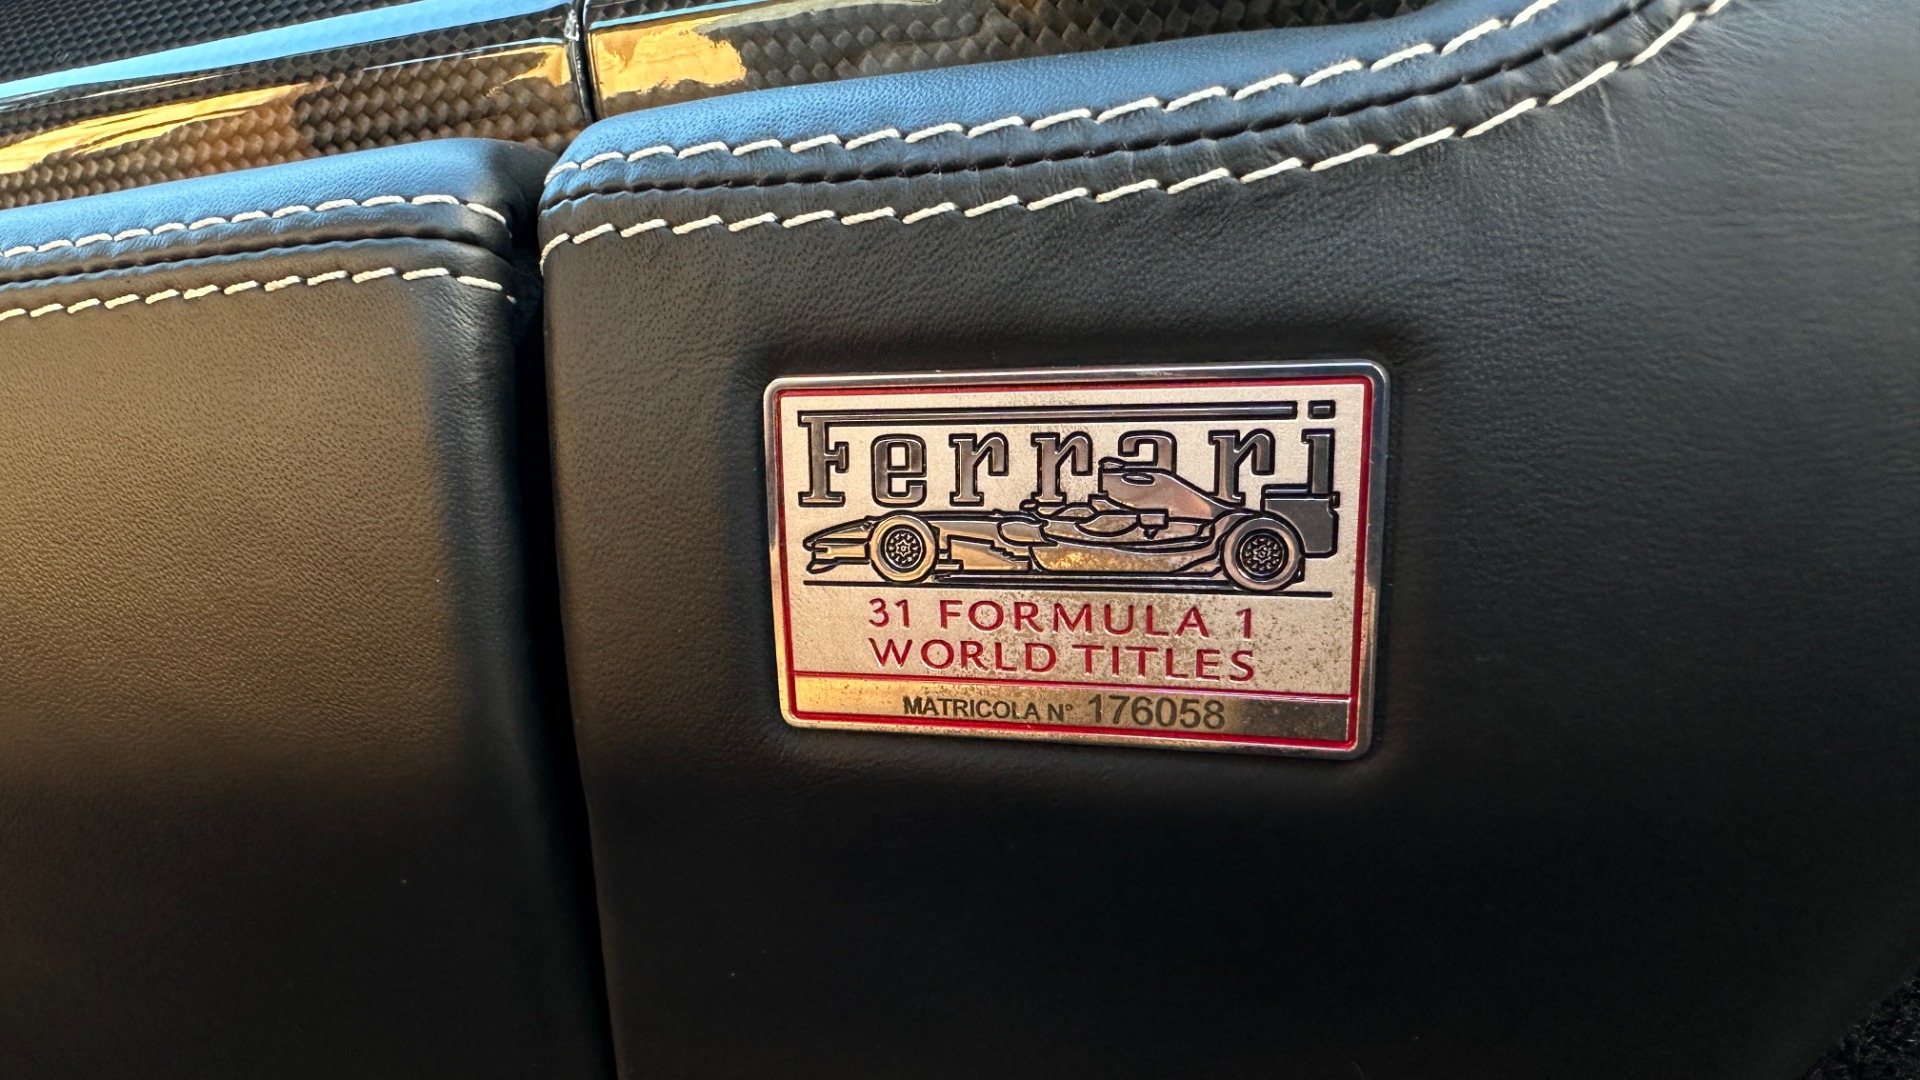 Ferrari
31 FORMULA 1
WORLD TITLES
MATRICOLA N° 176058